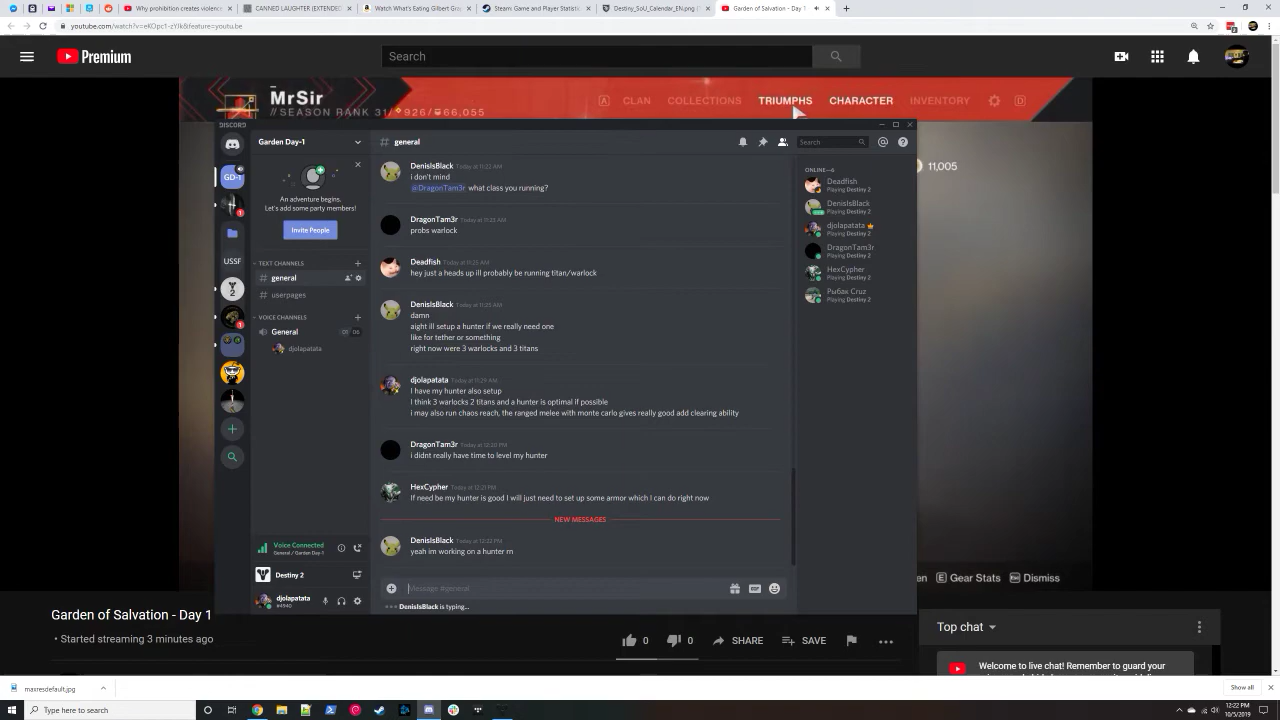 Why prohibition creates violence
CANNED LAUGHTER (EXTENDED
Watch What's Eating Gilbert Gra
Steam: Game and Player Statistic
Destiny_SoU_Calendar_EN.png (1
Garden of Salvation - Day 1
youtube.com/watch?v=eKOpc1-zYJk&feature=youtu.be
Premium
Search
MrSir
// SEASON RANK 31/ 926/ 66,055
A CLAN COLLECTIONS TRIUMPHS CHARACTER INVENTORY D
11,005
DISCORD
Garden Day-1
# general
Search
An adventure begins.
Let's add some party members!
Invite People
TEXT CHANNELS
# general
# userpages
VOICE CHANNELS
General 06
djolapatata
GD-1
1
USSF
1
DenisIsBlack Today at 11:22 AM
i don't mind
@DragonTam3r what class you running?
DragonTam3r Today at 11:23 AM
probs warlock
Deadfish Today at 11:25 AM
hey just a heads up ill probably be running titan/warlock
DenisIsBlack Today at 11:25 AM
damn
aight ill setup a hunter if we really need one
like for tether or something
right now were 3 warlocks and 3 titans
djolapatata Today at 11:29 AM
I have my hunter also setup
I think 3 warlocks 2 titans and a hunter is optimal if possible
i may also run chaos reach, the ranged melee with monte carlo gives really good add clearing ability
DragonTam3r Today at 12:20 PM
i didnt really have time to level my hunter
HexCypher Today at 12:21 PM
If need be my hunter is good I will just need to set up some armor which I can do right now
NEW MESSAGES
DenisIsBlack Today at 12:22 PM
yeah im working on a hunter rn
Message #general
DenisIsBlack is typing...
ONLINE—6
Deadfish
Playing Destiny 2
DenisIsBlack
Playing Destiny 2
djolapatata
Playing Destiny 2
DragonTam3r
Playing Destiny 2
HexCypher
Playing Destiny 2
Рыбак Cruz
Playing Destiny 2
Voice Connected
General / Garden Day-1
Destiny 2
djolapatata
#4940
E Gear Stats Esc Dismiss
Garden of Salvation - Day 1
• Started streaming 3 minutes ago
0 0 SHARE SAVE
Top chat
Welcome to live chat! Remember to guard your
maxresdefault.jpg
Show all
Type here to search
12:22 PM
10/5/2019